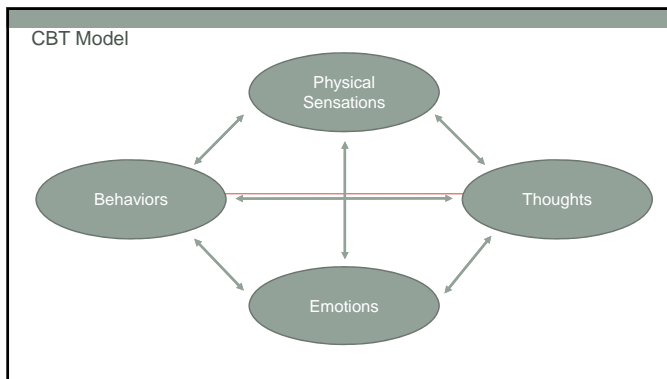 CBT Model
Physical
Sensations
Behaviors
Thoughts
Emotions